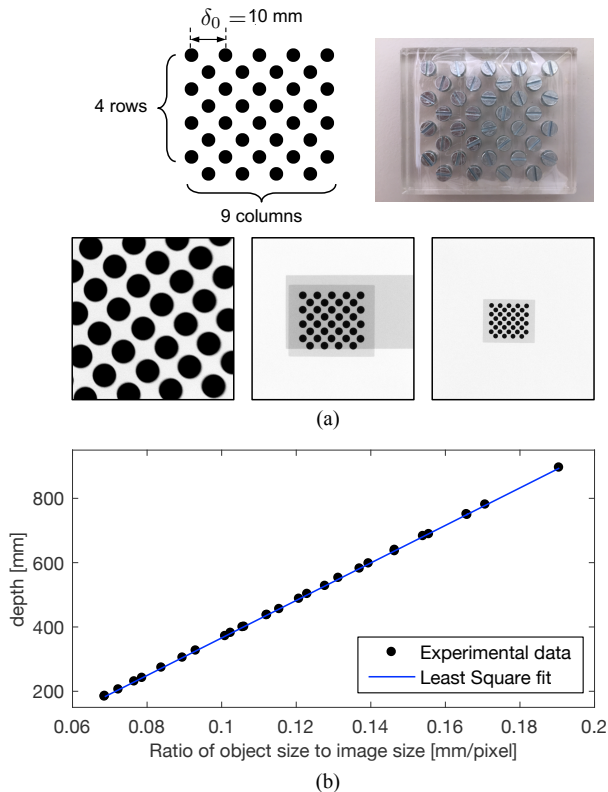 δ₀ = 10 mm
4 rows
9 columns
(a)
depth [mm]
800
600
400
200
Experimental data
Least Square fit
0.06 0.08 0.1 0.12 0.14 0.16 0.18 0.2
Ratio of object size to image size [mm/pixel]
(b)